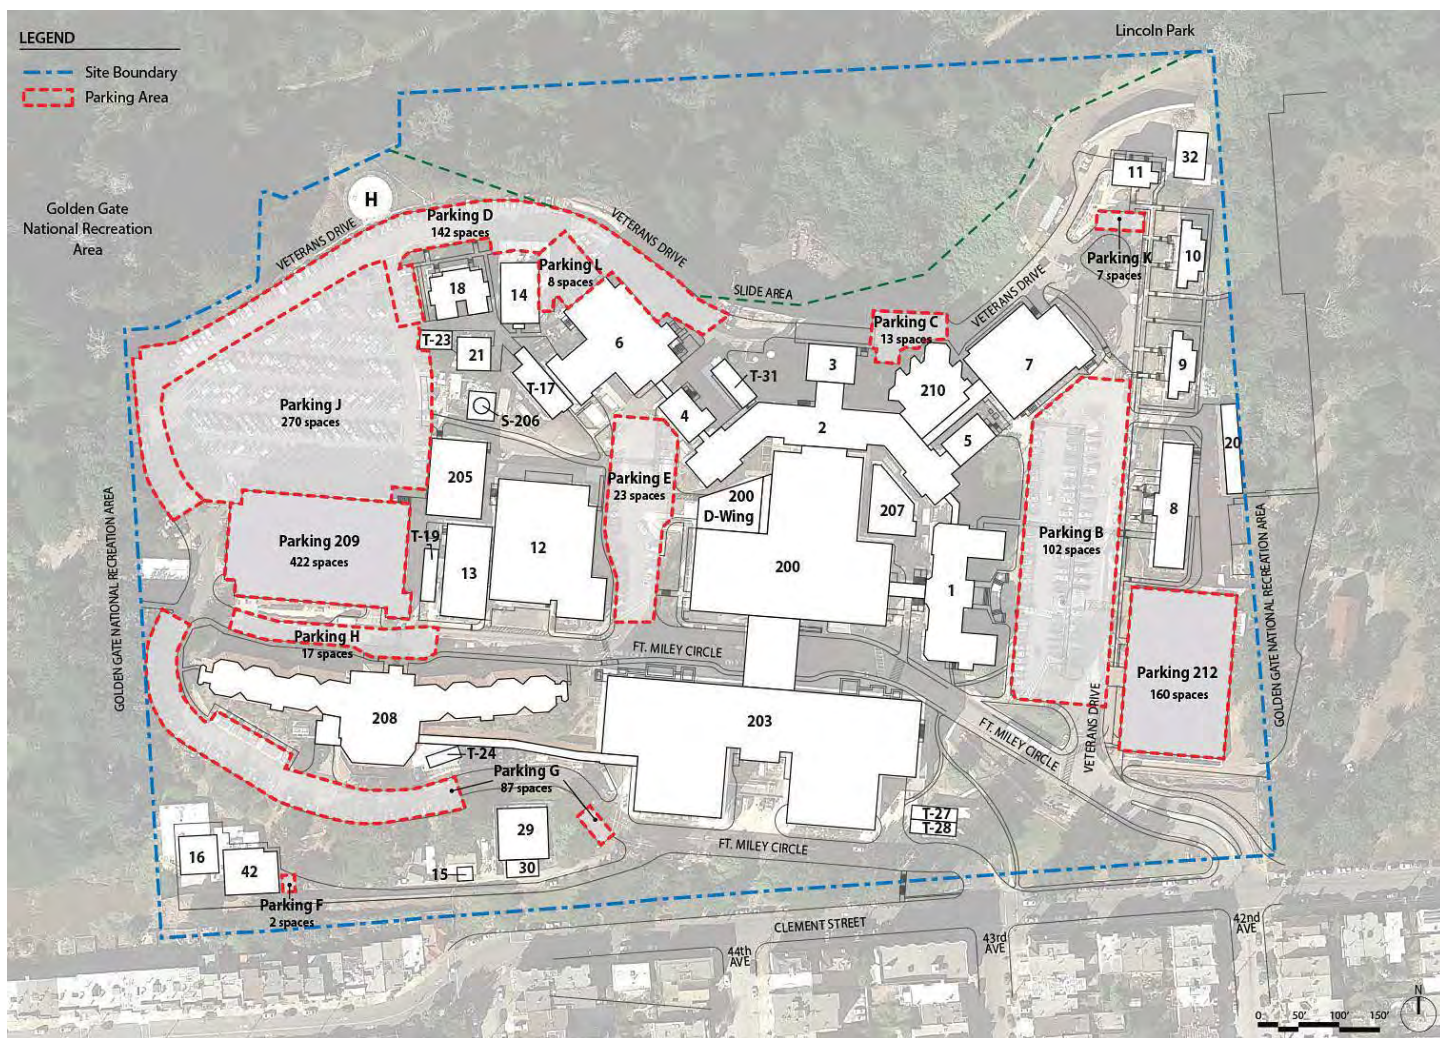 LEGEND
Site Boundary
Parking Area
Lincoln Park
Golden Gate
National Recreation
Area
H
VETERANS DRIVE
Parking D
142 spaces
VETERANS DRIVE
Parking L
8 spaces
18
14
6
T-23
21
T-17
S-206
SLIDE AREA
Parking C
13 spaces
VETERANS DRIVE
Parking K
7 spaces
11
32
10
9
20
8
3
T-31
4
2
210
7
5
Parking J
270 spaces
205
Parking E
23 spaces
200
D-Wing
207
Parking B
102 spaces
GOLDEN GATE NATIONAL RECREATION AREA
Parking 209
422 spaces
T-19
13
12
200
1
GOLDEN GATE NATIONAL RECREATION AREA
Parking H
17 spaces
FT. MILEY CIRCLE
Parking 212
160 spaces
208
203
FT. MILEY CIRCLE
VETERANS DRIVE
T-24
Parking G
87 spaces
T-27
T-28
29
30
15
16
42
FT. MILEY CIRCLE
Parking F
2 spaces
CLEMENT STREET
44th
AVE
43rd
AVE
42nd
AVE
N
0 50' 100' 150'